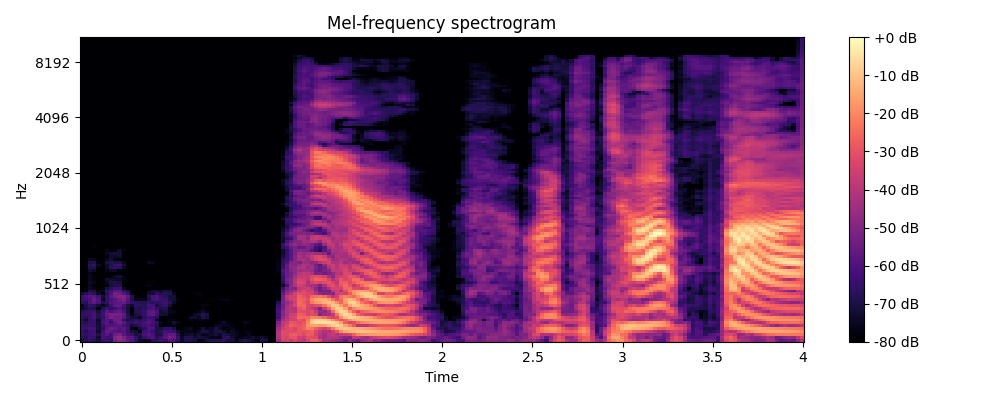 Mel-frequency spectrogram
Hz
8192
4096
2048
1024
512
0
0 0.5 1 1.5 2 2.5 3 3.5 4
Time
+0 dB
-10 dB
-20 dB
-30 dB
-40 dB
-50 dB
-60 dB
-70 dB
-80 dB